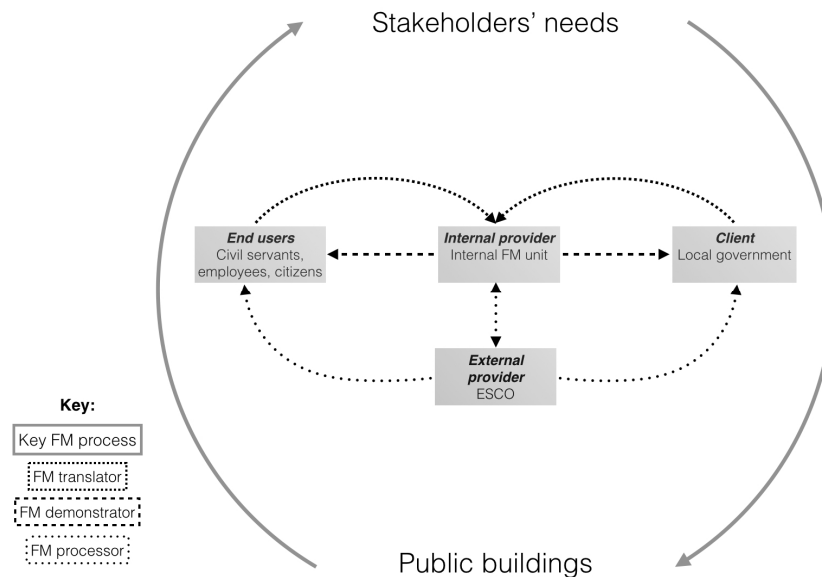 Stakeholders' needs
End users
Civil servants,
employees, citizens
Internal provider
Internal FM unit
Client
Local government
External
provider
ESCO
Key:
Key FM process
FM translator
FM demonstrator
FM processor
Public buildings